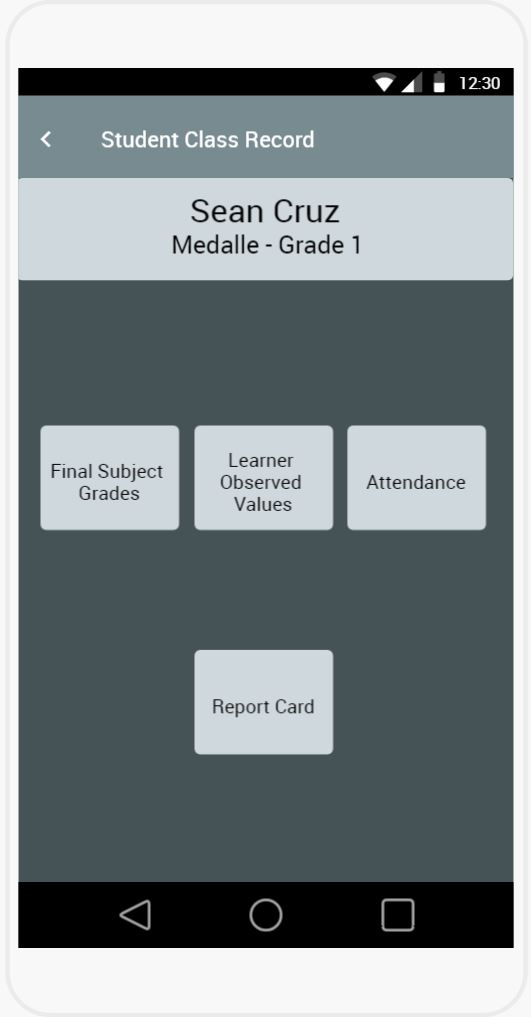 12:30
Student Class Record
Sean Cruz
Medalle - Grade 1
Final Subject
Grades
Learner
Observed
Values
Attendance
Report Card